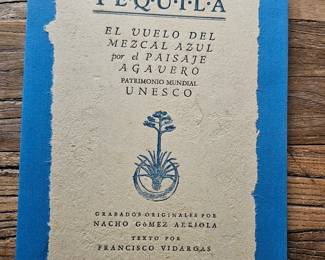 TEQUILA
EL VUELO DEL
MEZCAL AZUL
por el PAISAJE
AGAVERO
PATRIMONIO MUNDIAL
UNESCO
GRABADOS ORIGINALES POR
NACHO GÓMEZ ARRIOLA
TEXTO POR
FRANCISCO VIDARGAS